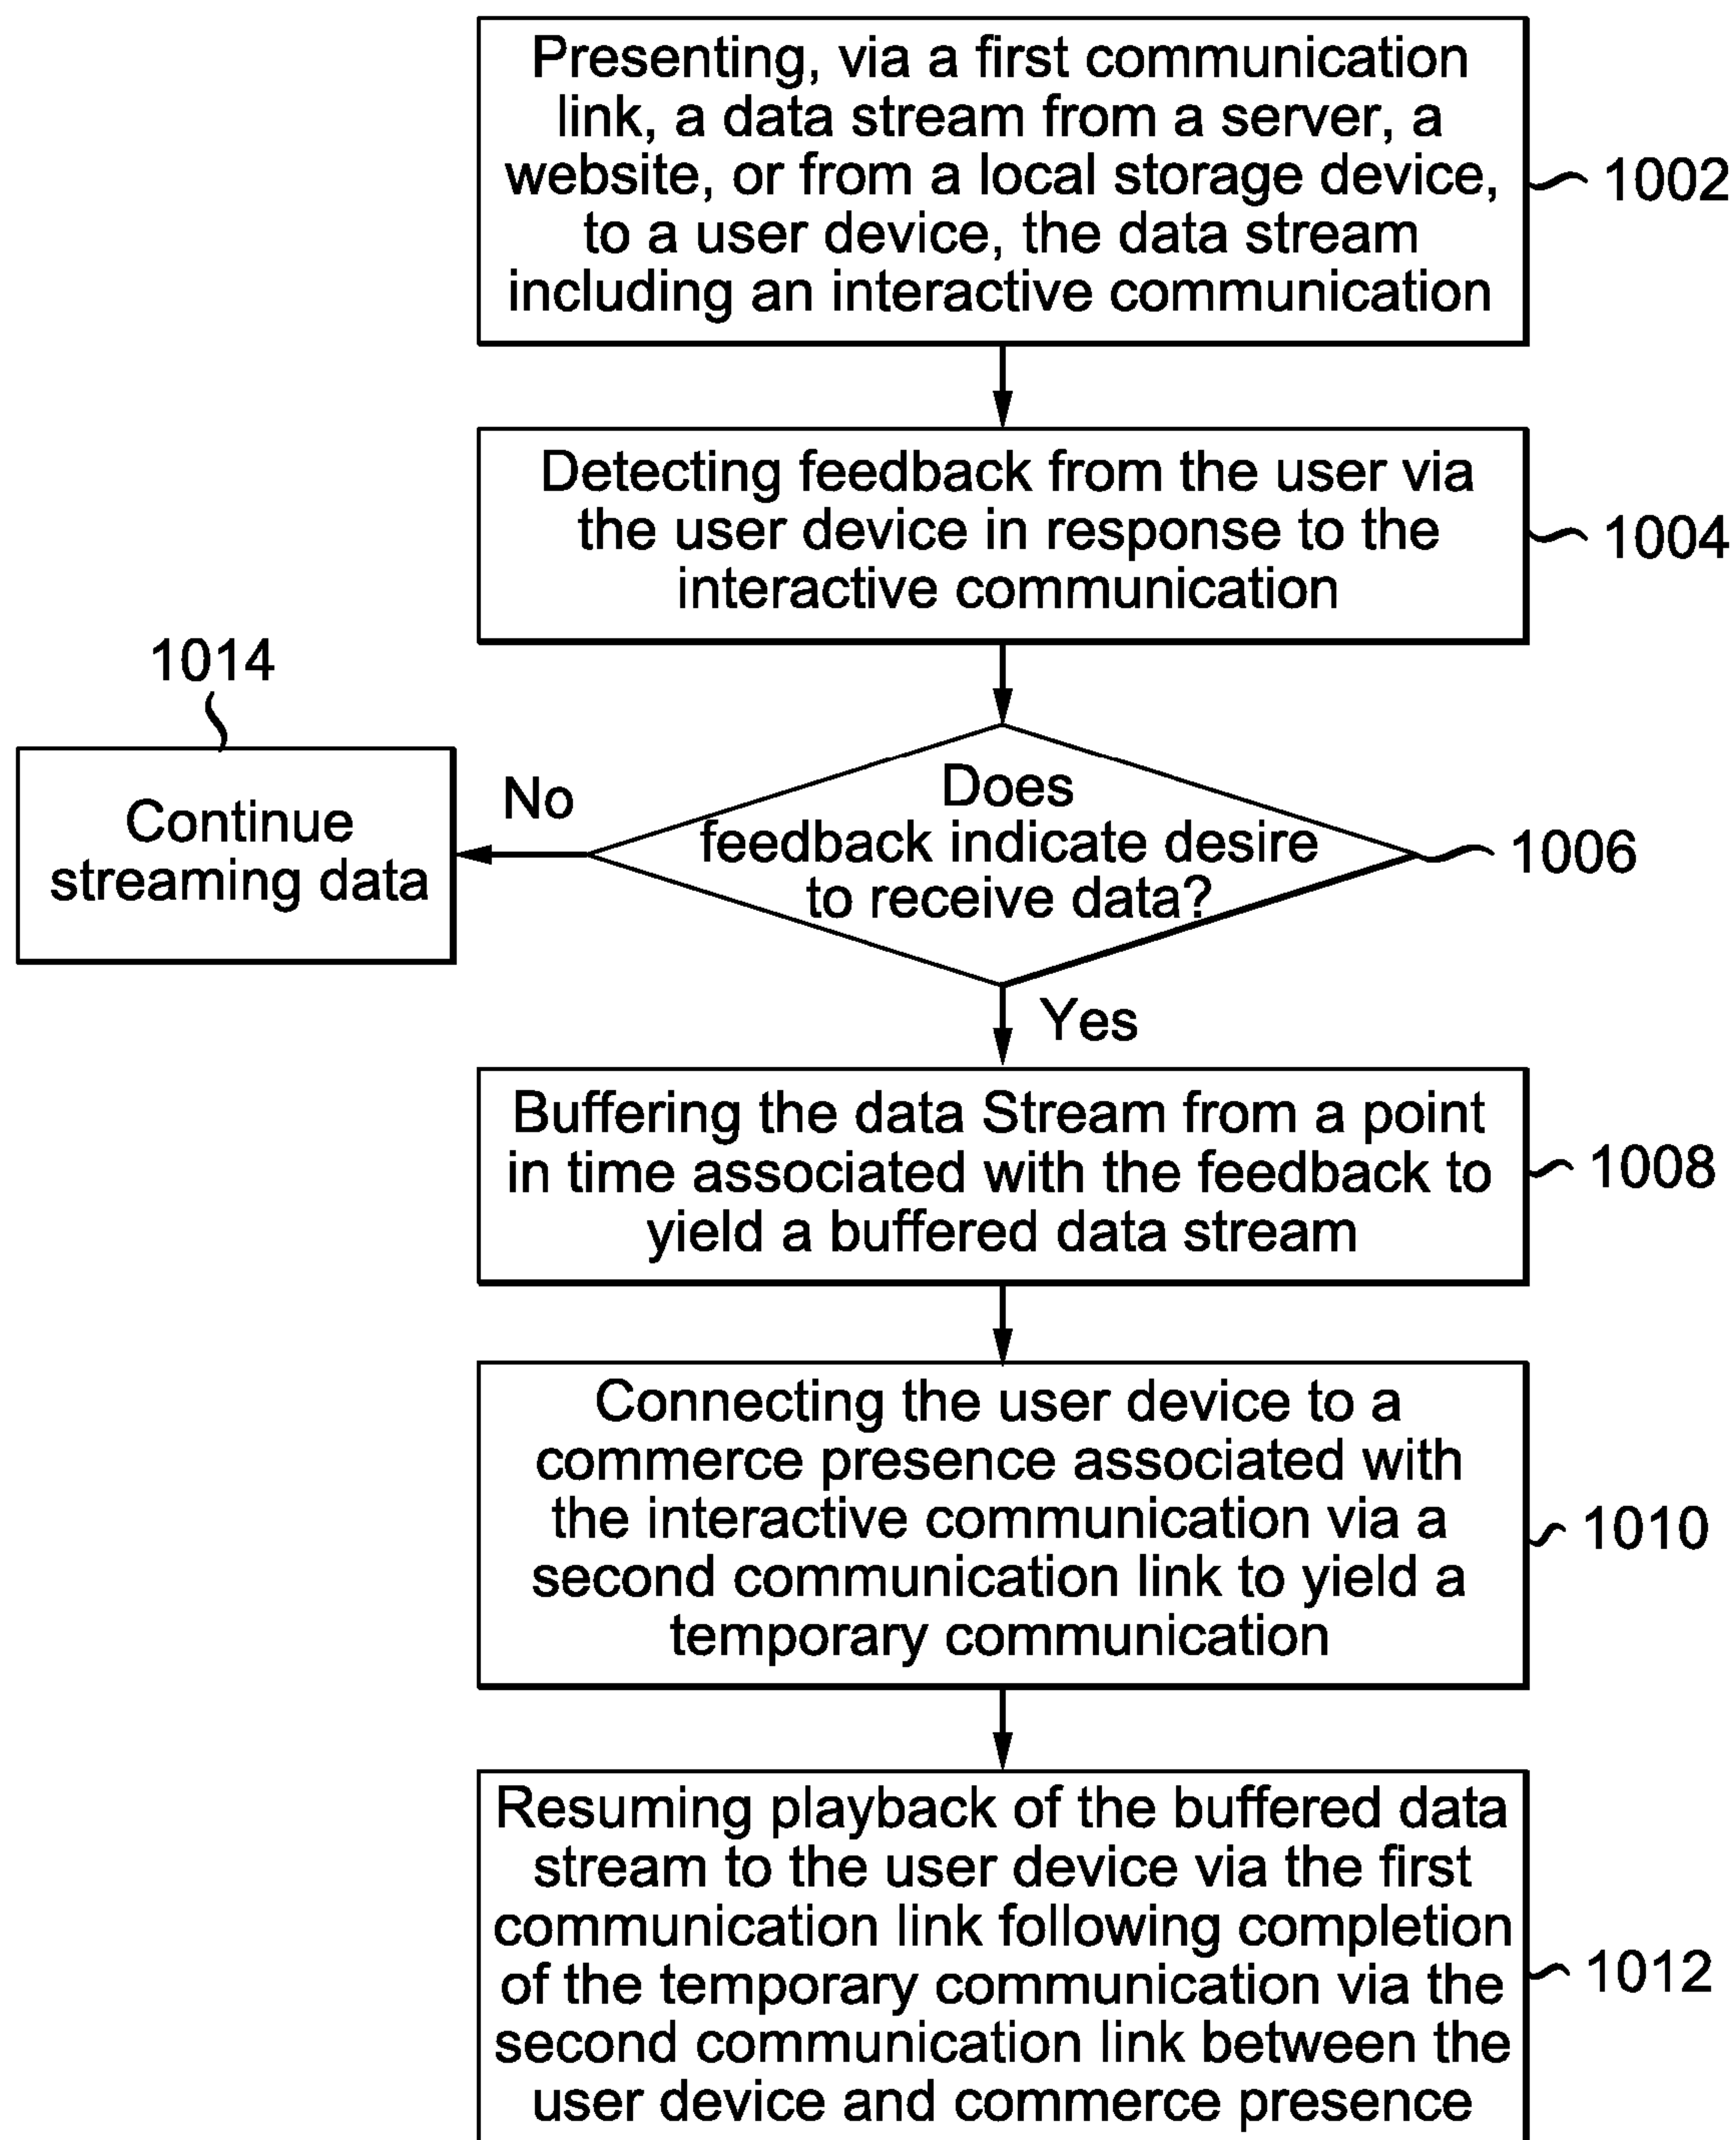 Presenting, via a first communication
link, a data stream from a server, a
website, or from a local storage device,
to a user device, the data stream
including an interactive communication
1002
Detecting feedback from the user via
the user device in response to the
interactive communication
1004
1014
Continue
streaming data
No
Does
feedback indicate desire
to receive data?
1006
Yes
Buffering the data Stream from a point
in time associated with the feedback to
yield a buffered data stream
1008
Connecting the user device to a
commerce presence associated with
the interactive communication via a
second communication link to yield a
temporary communication
1010
Resuming playback of the buffered data
stream to the user device via the first
communication link following completion
of the temporary communication via the
second communication link between the
user device and commerce presence
1012